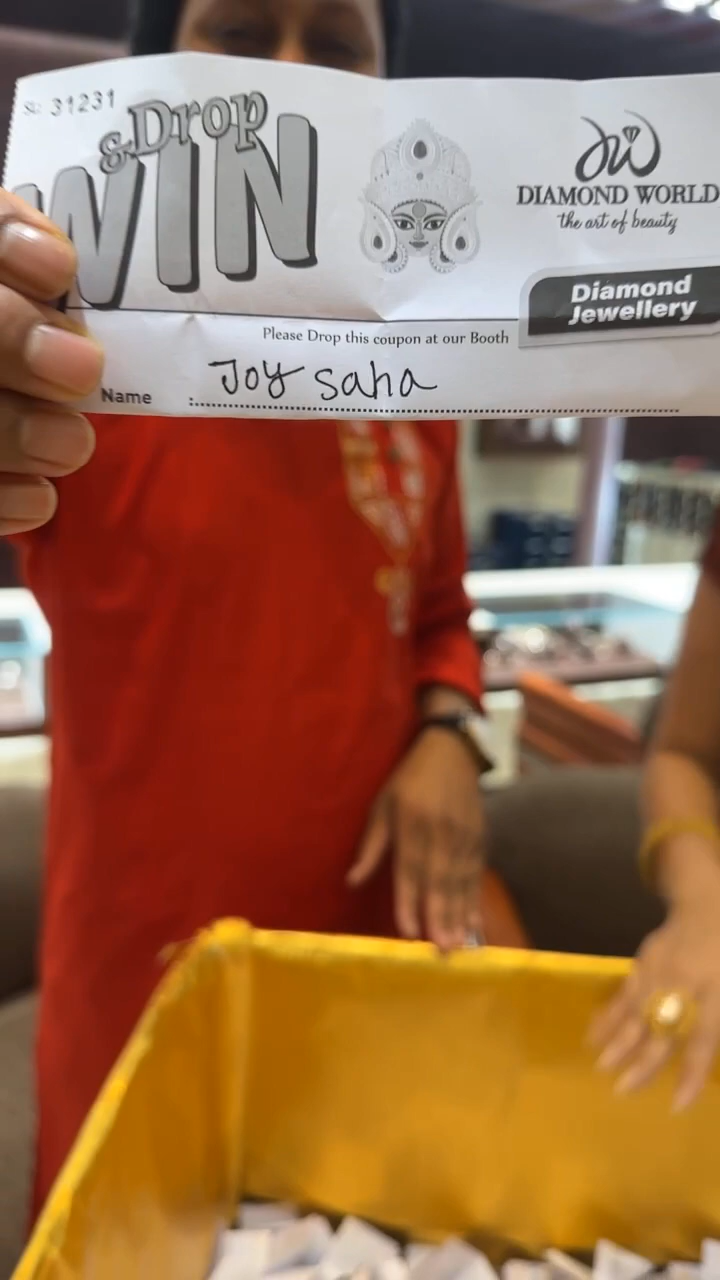 SL: 31231
& Drop
WIN
DIAMOND WORLD
the art of beauty
Diamond
Jewellery
Please Drop this coupon at our Booth
Name : Joy Saha